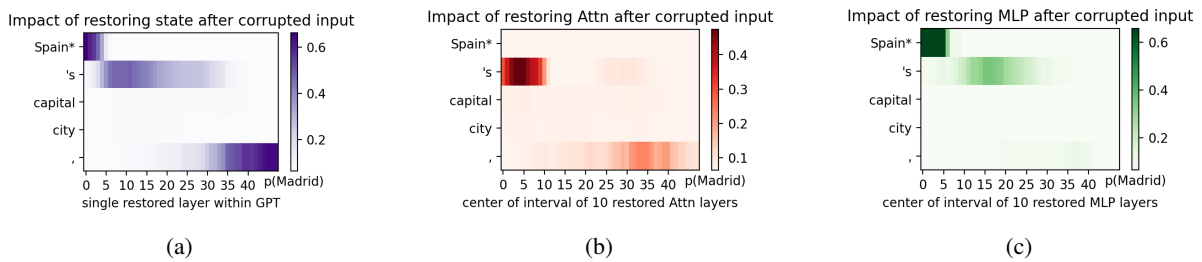 Impact of restoring state after corrupted input
Spain*
's
capital
city
,
0 5 10 15 20 25 30 35 40
0.6
0.4
0.2
p(Madrid)
single restored layer within GPT
(a)
Impact of restoring Attn after corrupted input
Spain*
's
capital
city
,
0 5 10 15 20 25 30 35 40
0.4
0.3
0.2
0.1
p(Madrid)
center of interval of 10 restored Attn layers
(b)
Impact of restoring MLP after corrupted input
Spain*
's
capital
city
,
0 5 10 15 20 25 30 35 40
0.6
0.4
0.2
p(Madrid)
center of interval of 10 restored MLP layers
(c)